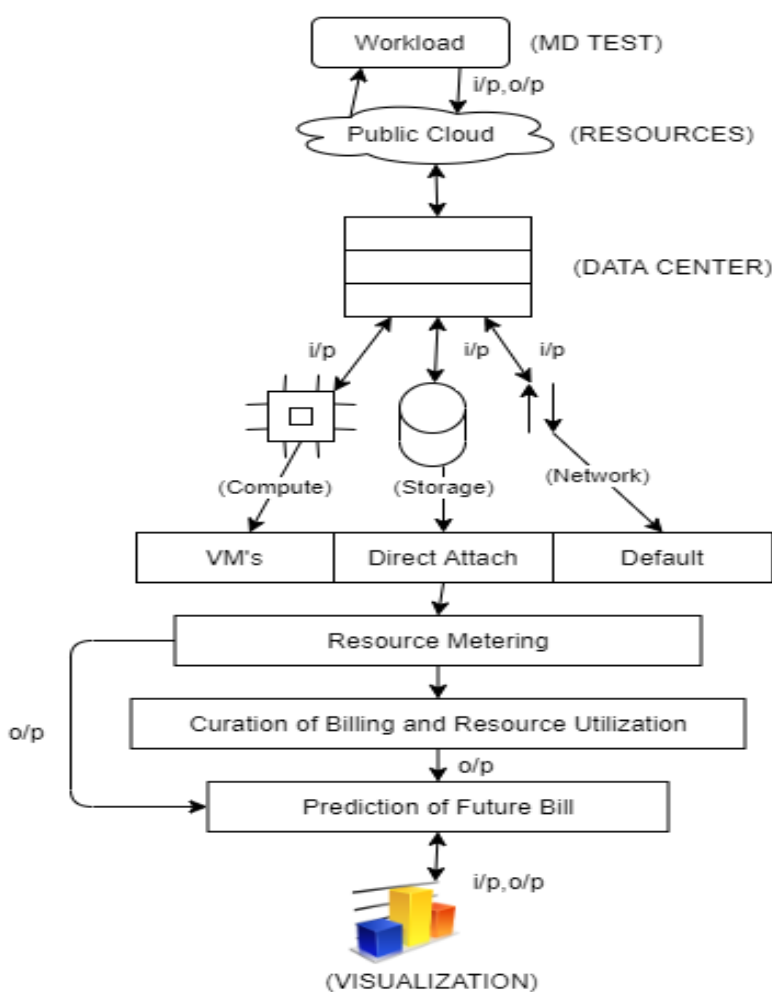 Workload (MD TEST)
i/p,o/p
Public Cloud (RESOURCES)
(DATA CENTER)
i/p i/p i/p
(Compute) (Storage) (Network)
VM's Direct Attach Default
Resource Metering
Curation of Billing and Resource Utilization
o/p
o/p
Prediction of Future Bill
i/p,o/p
(VISUALIZATION)